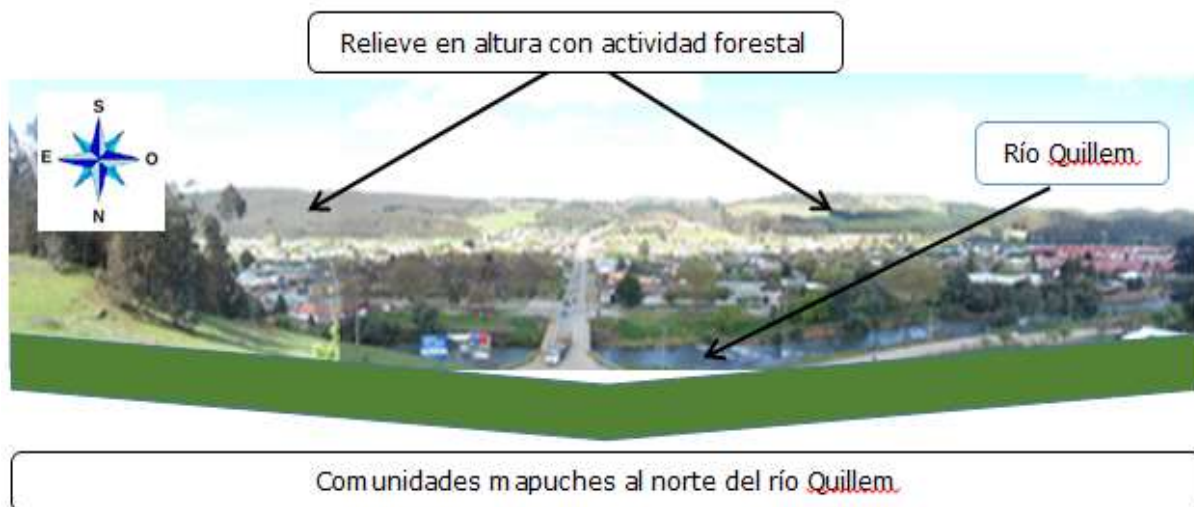 Relieve en altura con actividad forestal
S
E
O
N
Río Quillem
Comunidades mapuches al norte del río Quillem